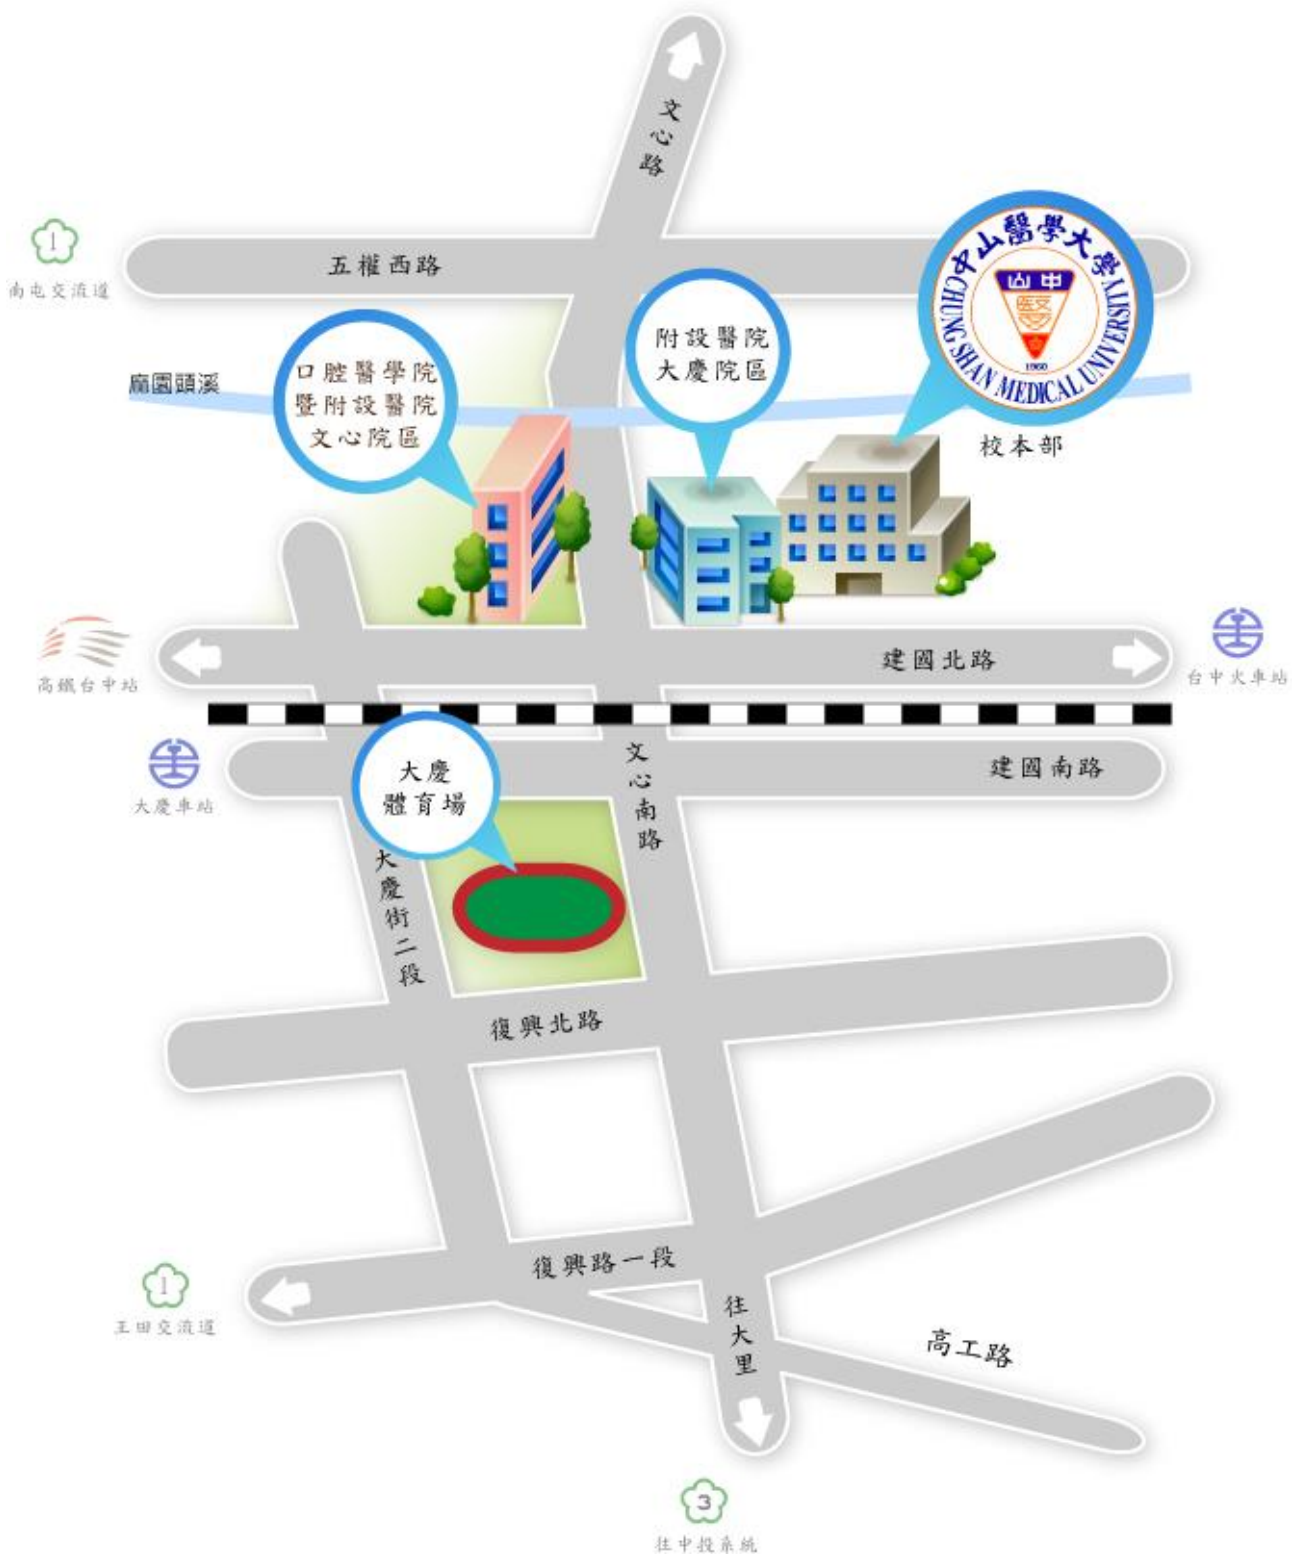 文心路
五權西路
1
南屯交流道
中山醫學大學
CHUNG SHAN MEDICAL UNIVERSITY
山中
1960
校本部
附設醫院
大慶院區
口腔醫學院
暨附設醫院
文心院區
麻園頭溪
高鐵台中站
建國北路
台中火車站
大慶車站
大慶
體育場
文心南路
建國南路
大慶街二段
復興北路
復興路一段
1
王田交流道
往大里
高工路
3
往中投系統